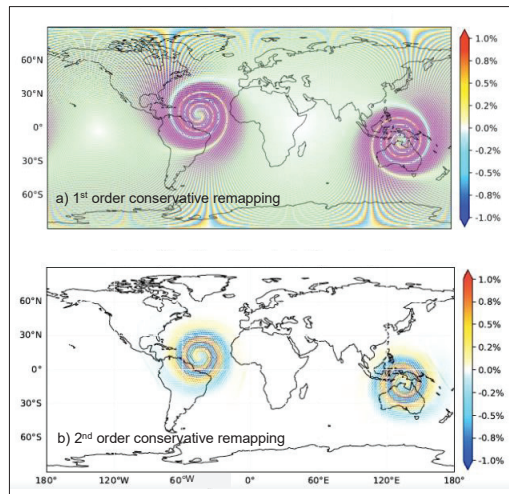 60°N
30°N
0°
30°S
60°S
1.0%
0.8%
0.5%
0.2%
0.0%
-0.2%
-0.5%
-0.8%
-1.0%
a) 1st order conservative remapping
60°N
30°N
0°
30°S
60°S
1.0%
0.8%
0.5%
0.2%
0.0%
-0.2%
-0.5%
-0.8%
-1.0%
b) 2nd order conservative remapping
180° 120°W 60°W 0° 60°E 120°E 180°